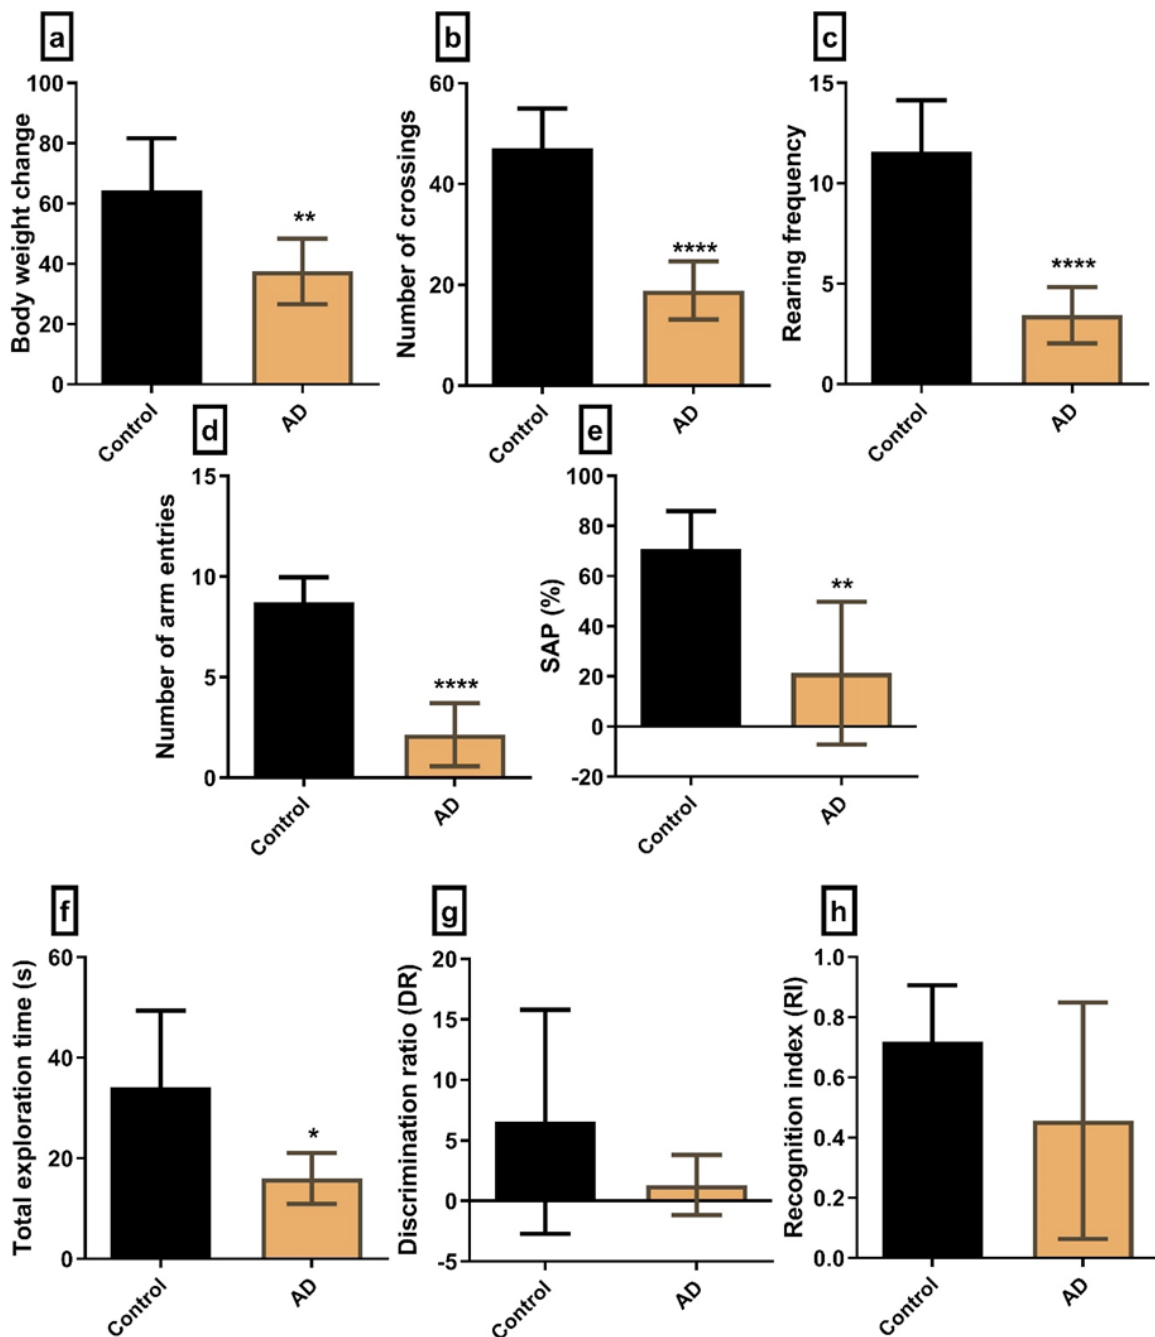 a
Body weight change
100
80
60
40
20
0
**
Control
AD
b
Number of crossings
60
40
20
0
****
Control
AD
c
Rearing frequency
15
10
5
0
****
Control
AD
d
Number of arm entries
15
10
5
0
****
Control
AD
e
SAP (%)
100
80
60
40
20
0
-20
**
Control
AD
f
Total exploration time (s)
60
40
20
0
*
Control
AD
g
Discrimination ratio (DR)
20
15
10
5
0
-5
Control
AD
h
Recognition index (RI)
1.0
0.8
0.6
0.4
0.2
0.0
Control
AD